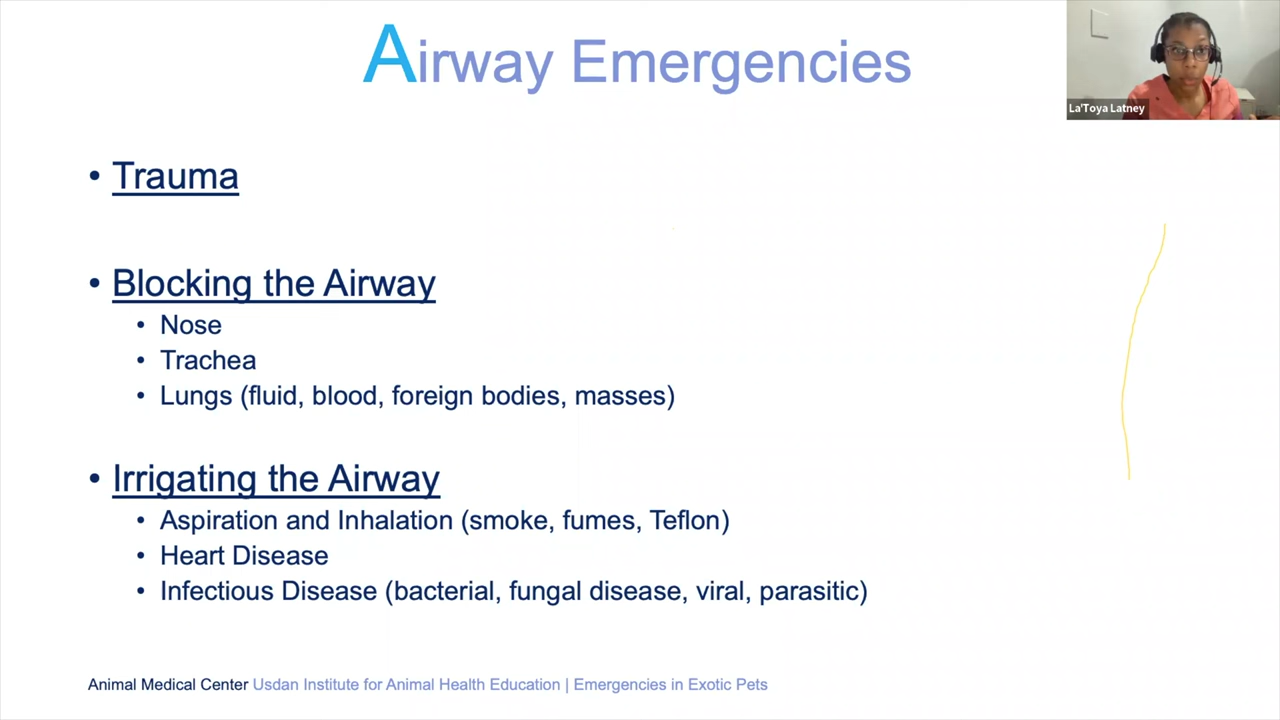 Airway Emergencies
La'Toya Latney
• Trauma
• Blocking the Airway
• Nose
• Trachea
• Lungs (fluid, blood, foreign bodies, masses)
• Irrigating the Airway
• Aspiration and Inhalation (smoke, fumes, Teflon)
• Heart Disease
• Infectious Disease (bacterial, fungal disease, viral, parasitic)
Animal Medical Center Usdan Institute for Animal Health Education | Emergencies in Exotic Pets